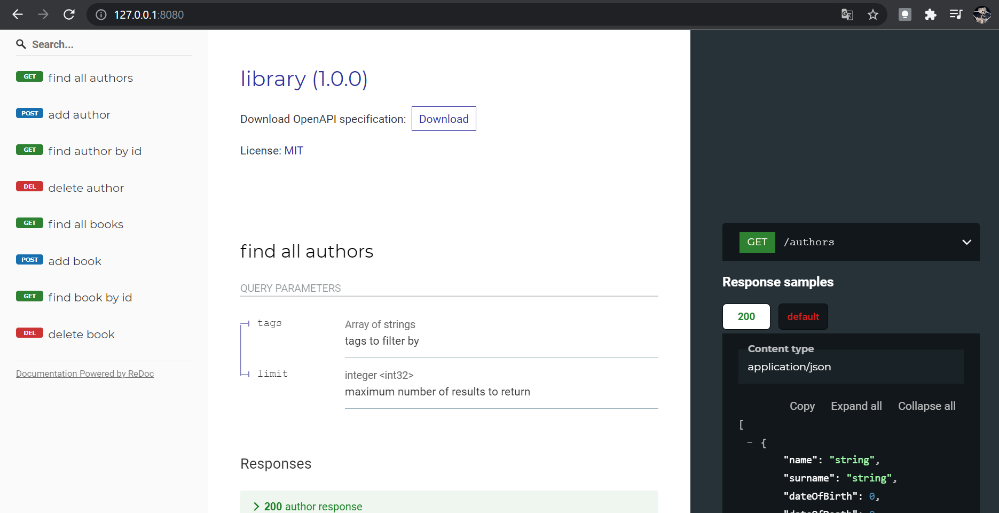 127.0.0.1:8080
Search...
GET find all authors
POST add author
GET find author by id
DEL delete author
GET find all books
POST add book
GET find book by id
DEL delete book
Documentation Powered by ReDoc
library (1.0.0)
Download OpenAPI specification: Download
License: MIT
find all authors
QUERY PARAMETERS
tags
Array of strings
tags to filter by
limit
integer <int32>
maximum number of results to return
Responses
200 author response
GET /authors
Response samples
200 default
Content type
application/json
Copy Expand all Collapse all
[
- {
"name": "string",
"surname": "string",
"dateOfBirth": 0,